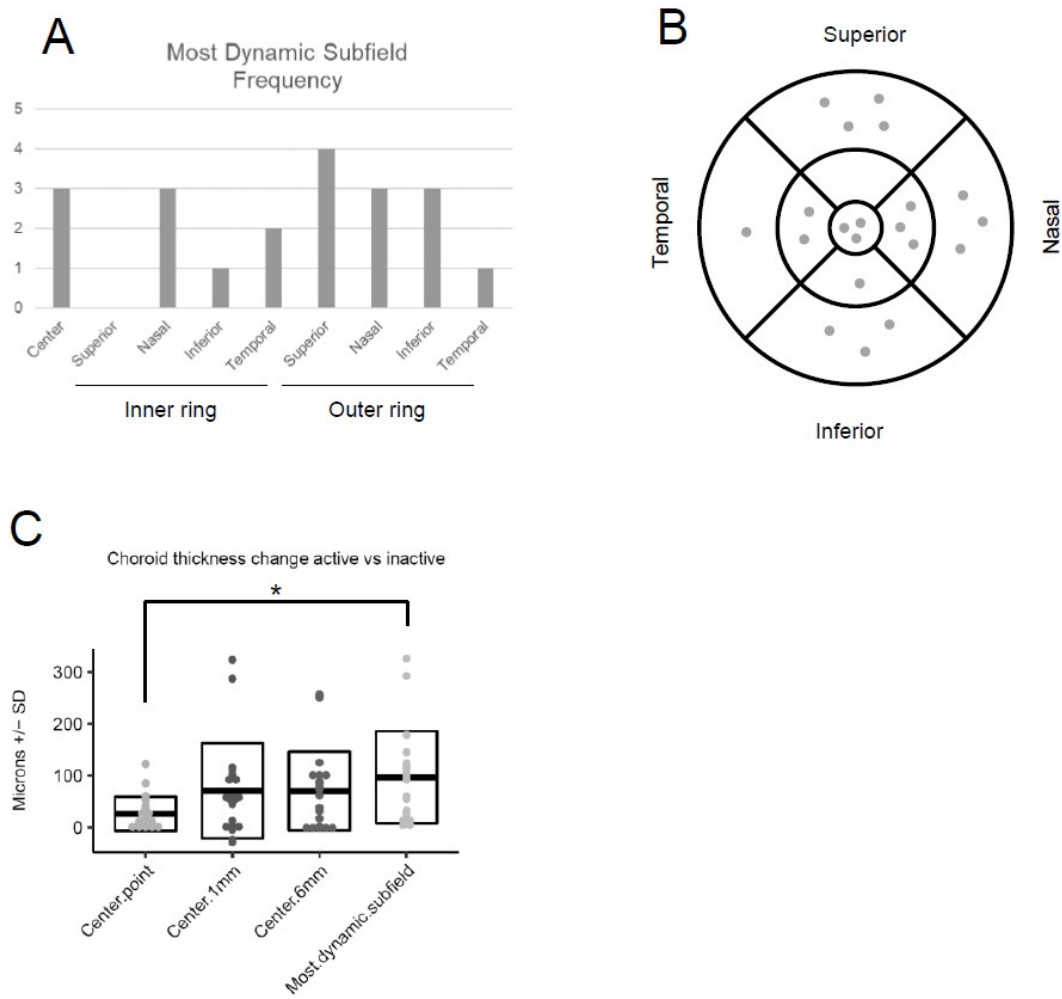 A
Most Dynamic Subfield
Frequency
5
4
3
2
1
0
Center
Superior
Nasal
Inferior
Temporal
Superior
Nasal
Inferior
Temporal
Inner ring
Outer ring
B
Superior
Temporal
Nasal
Inferior
C
Choroid thickness change active vs inactive
*
Microns +/− SD
300
200
100
0
Center.point
Center.1mm
Center.6mm
Most.dynamic.subfield